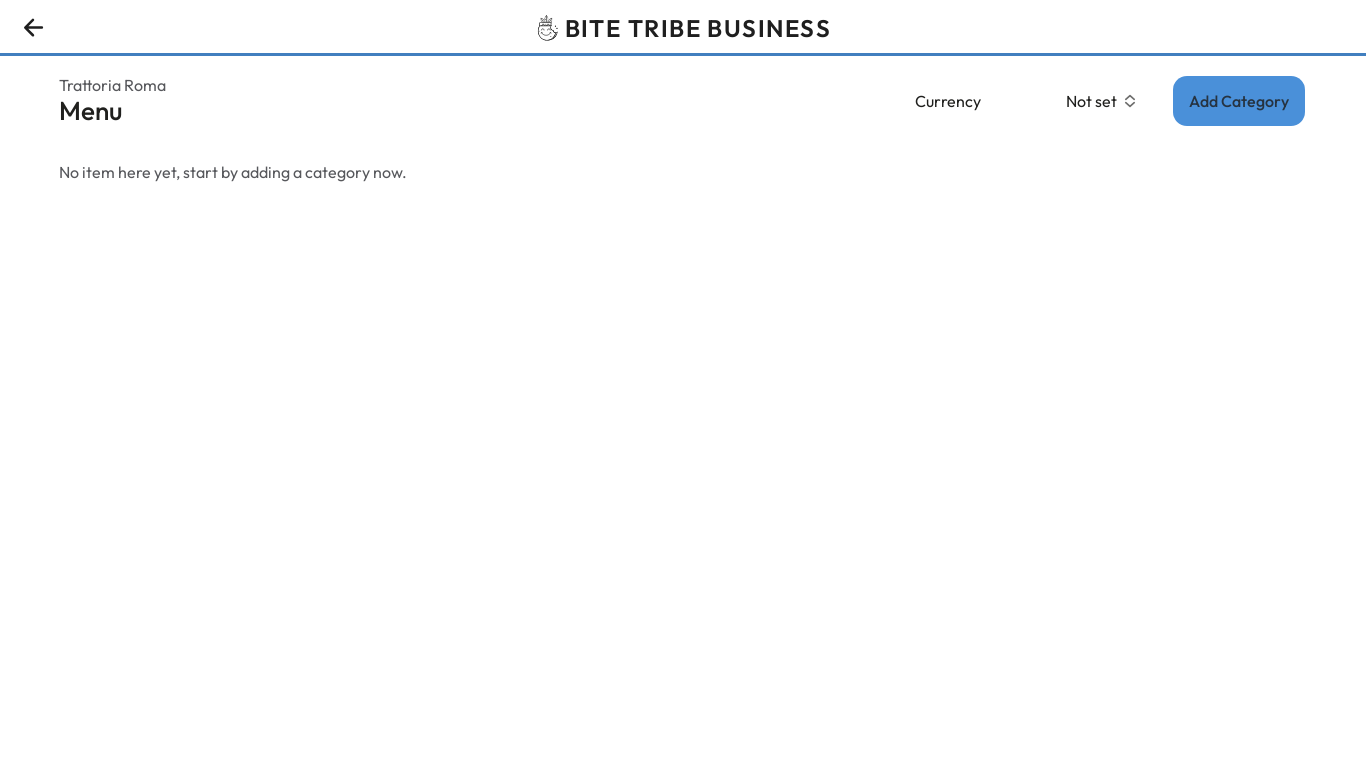 BITE TRIBE BUSINESS
Trattoria Roma
Menu
Currency
Not set
Add Category
No item here yet, start by adding a category now.